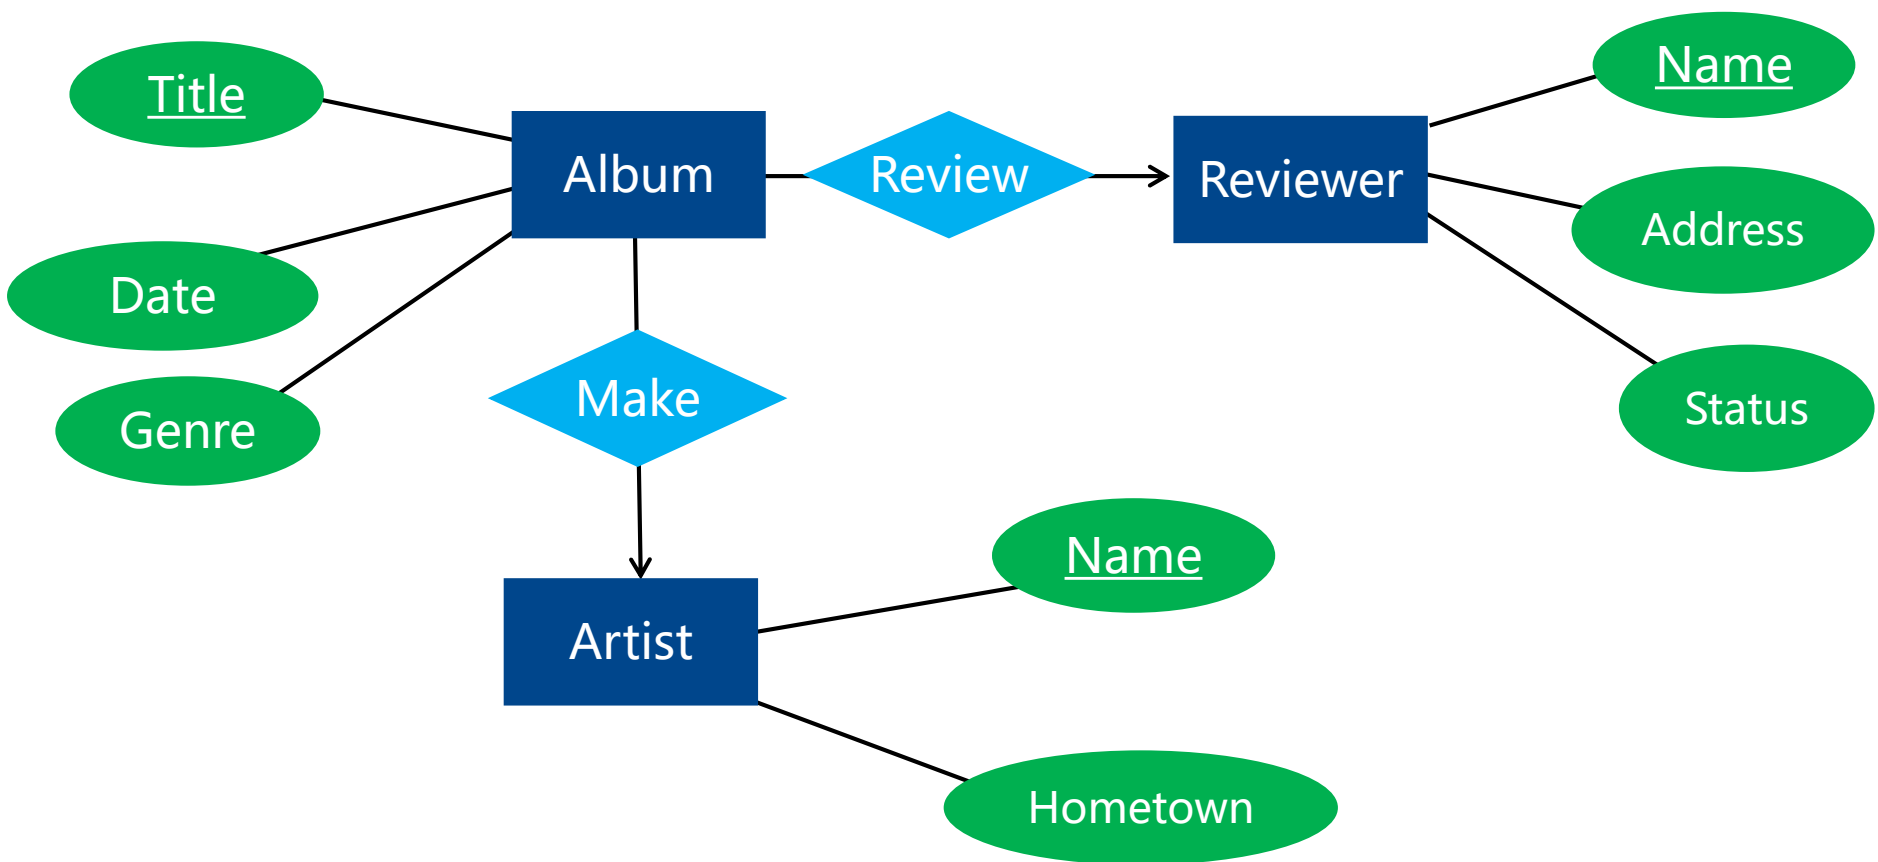 Title
Date
Genre
Album
Review
Reviewer
Name
Address
Status
Make
Artist
Name
Hometown